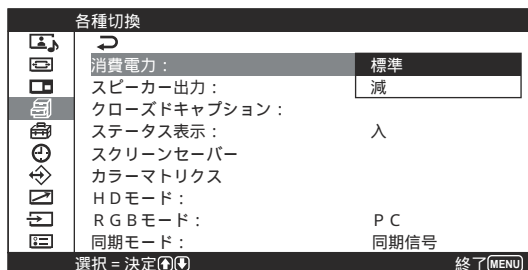 各種切換
消費電力： 標準
スピーカー出力： 減
クローズドキャプション：
ステータス表示： 入
スクリーンセーバー
カラーマトリクス
ＨＤモード：
ＲＧＢモード： ＰＣ
同期モード： 同期信号
選択 = 決定 終了 MENU